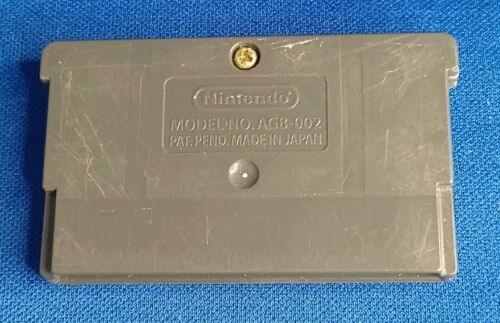 Nintendo
MODEL NO. AGB-002
PAT. PEND. MADE IN JAPAN